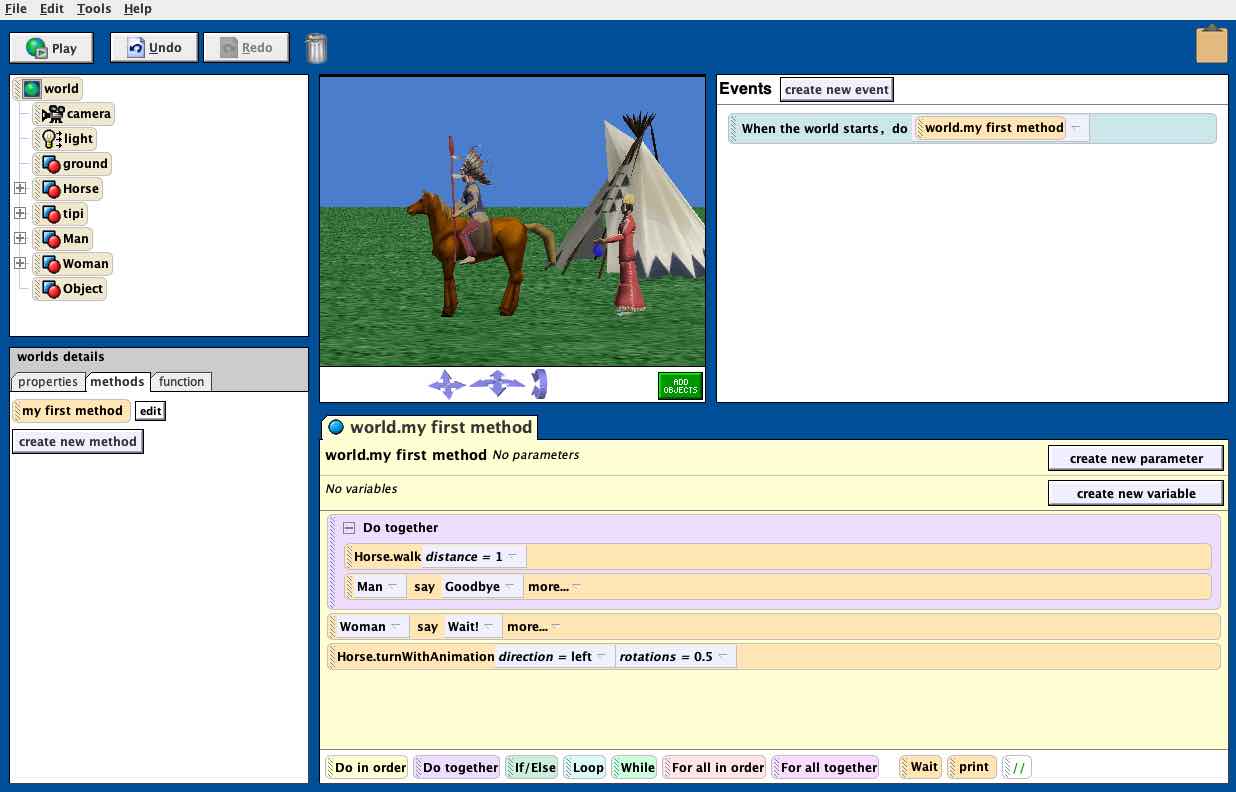 File Edit Tools Help
Play Undo Redo
world
camera
light
ground
Horse
tipi
Man
Woman
Object
worlds details
properties methods function
my first method edit
create new method
ADD
OBJECTS
Events create new event
When the world starts, do world.my first method
world.my first method
world.my first method No parameters create new parameter
No variables create new variable
Do together
Horse.walk distance = 1
Man say Goodbye more...
Woman say Wait! more...
Horse.turnWithAnimation direction = left rotations = 0.5
Do in order Do together If/Else Loop While For all in order For all together Wait print //